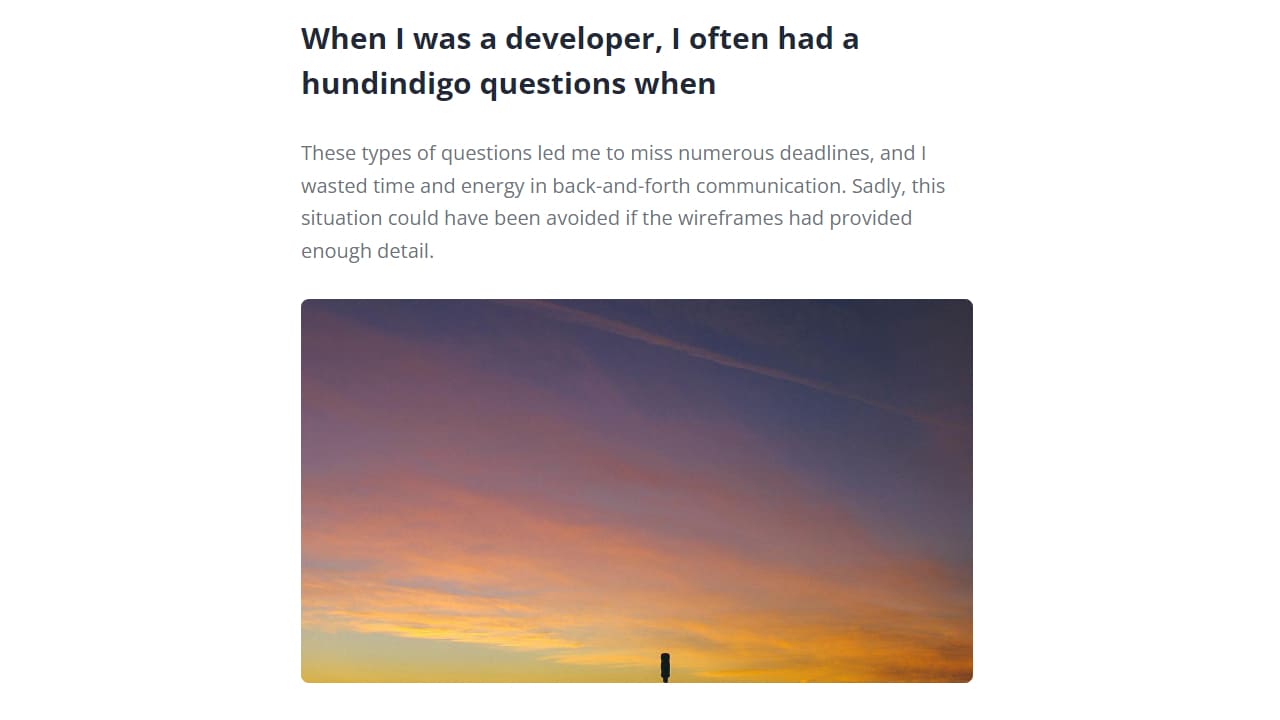 When I was a developer, I often had a
hundindigo questions when
These types of questions led me to miss numerous deadlines, and I
wasted time and energy in back-and-forth communication. Sadly, this
situation could have been avoided if the wireframes had provided
enough detail.